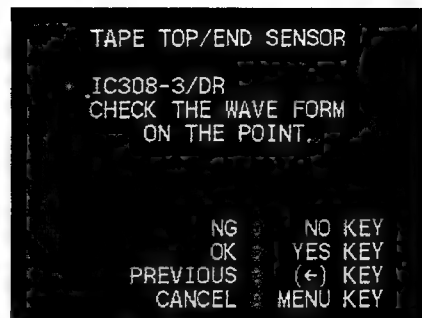 TAPE TOP/END SENSOR
* IC308-3/DR
CHECK THE WAVE FORM
ON THE POINT.
NG : NO KEY
OK : YES KEY
PREVIOUS : (←) KEY
CANCEL : MENU KEY